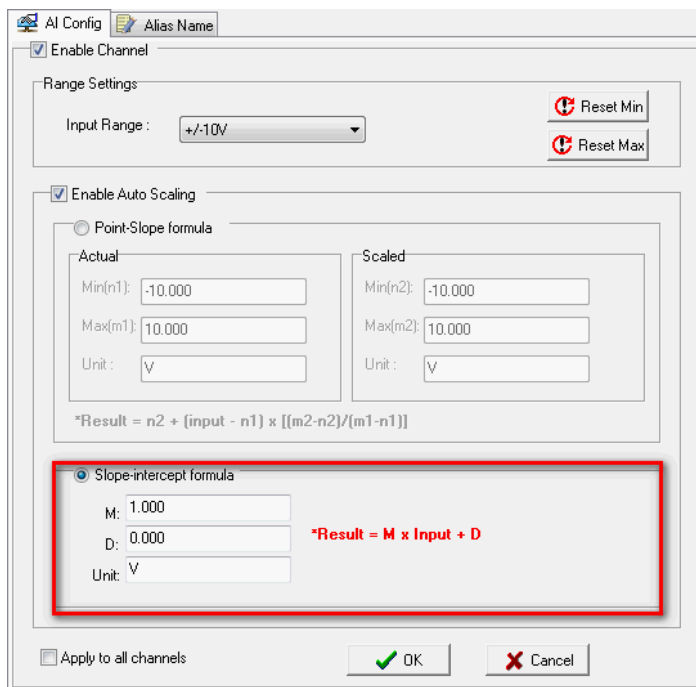 AI Config Alias Name
Enable Channel
Range Settings
Input Range : +/-10V
Reset Min
Reset Max
Enable Auto Scaling
Point-Slope formula
Actual
Min(n1): -10.000
Max(m1): 10.000
Unit : V
Scaled
Min(n2): -10.000
Max(m2): 10.000
Unit : V
*Result = n2 + (input - n1) x [(m2-n2)/(m1-n1)]
Slope-intercept formula
M: 1.000
D: 0.000
Unit: V
*Result = M x Input + D
Apply to all channels
OK
Cancel